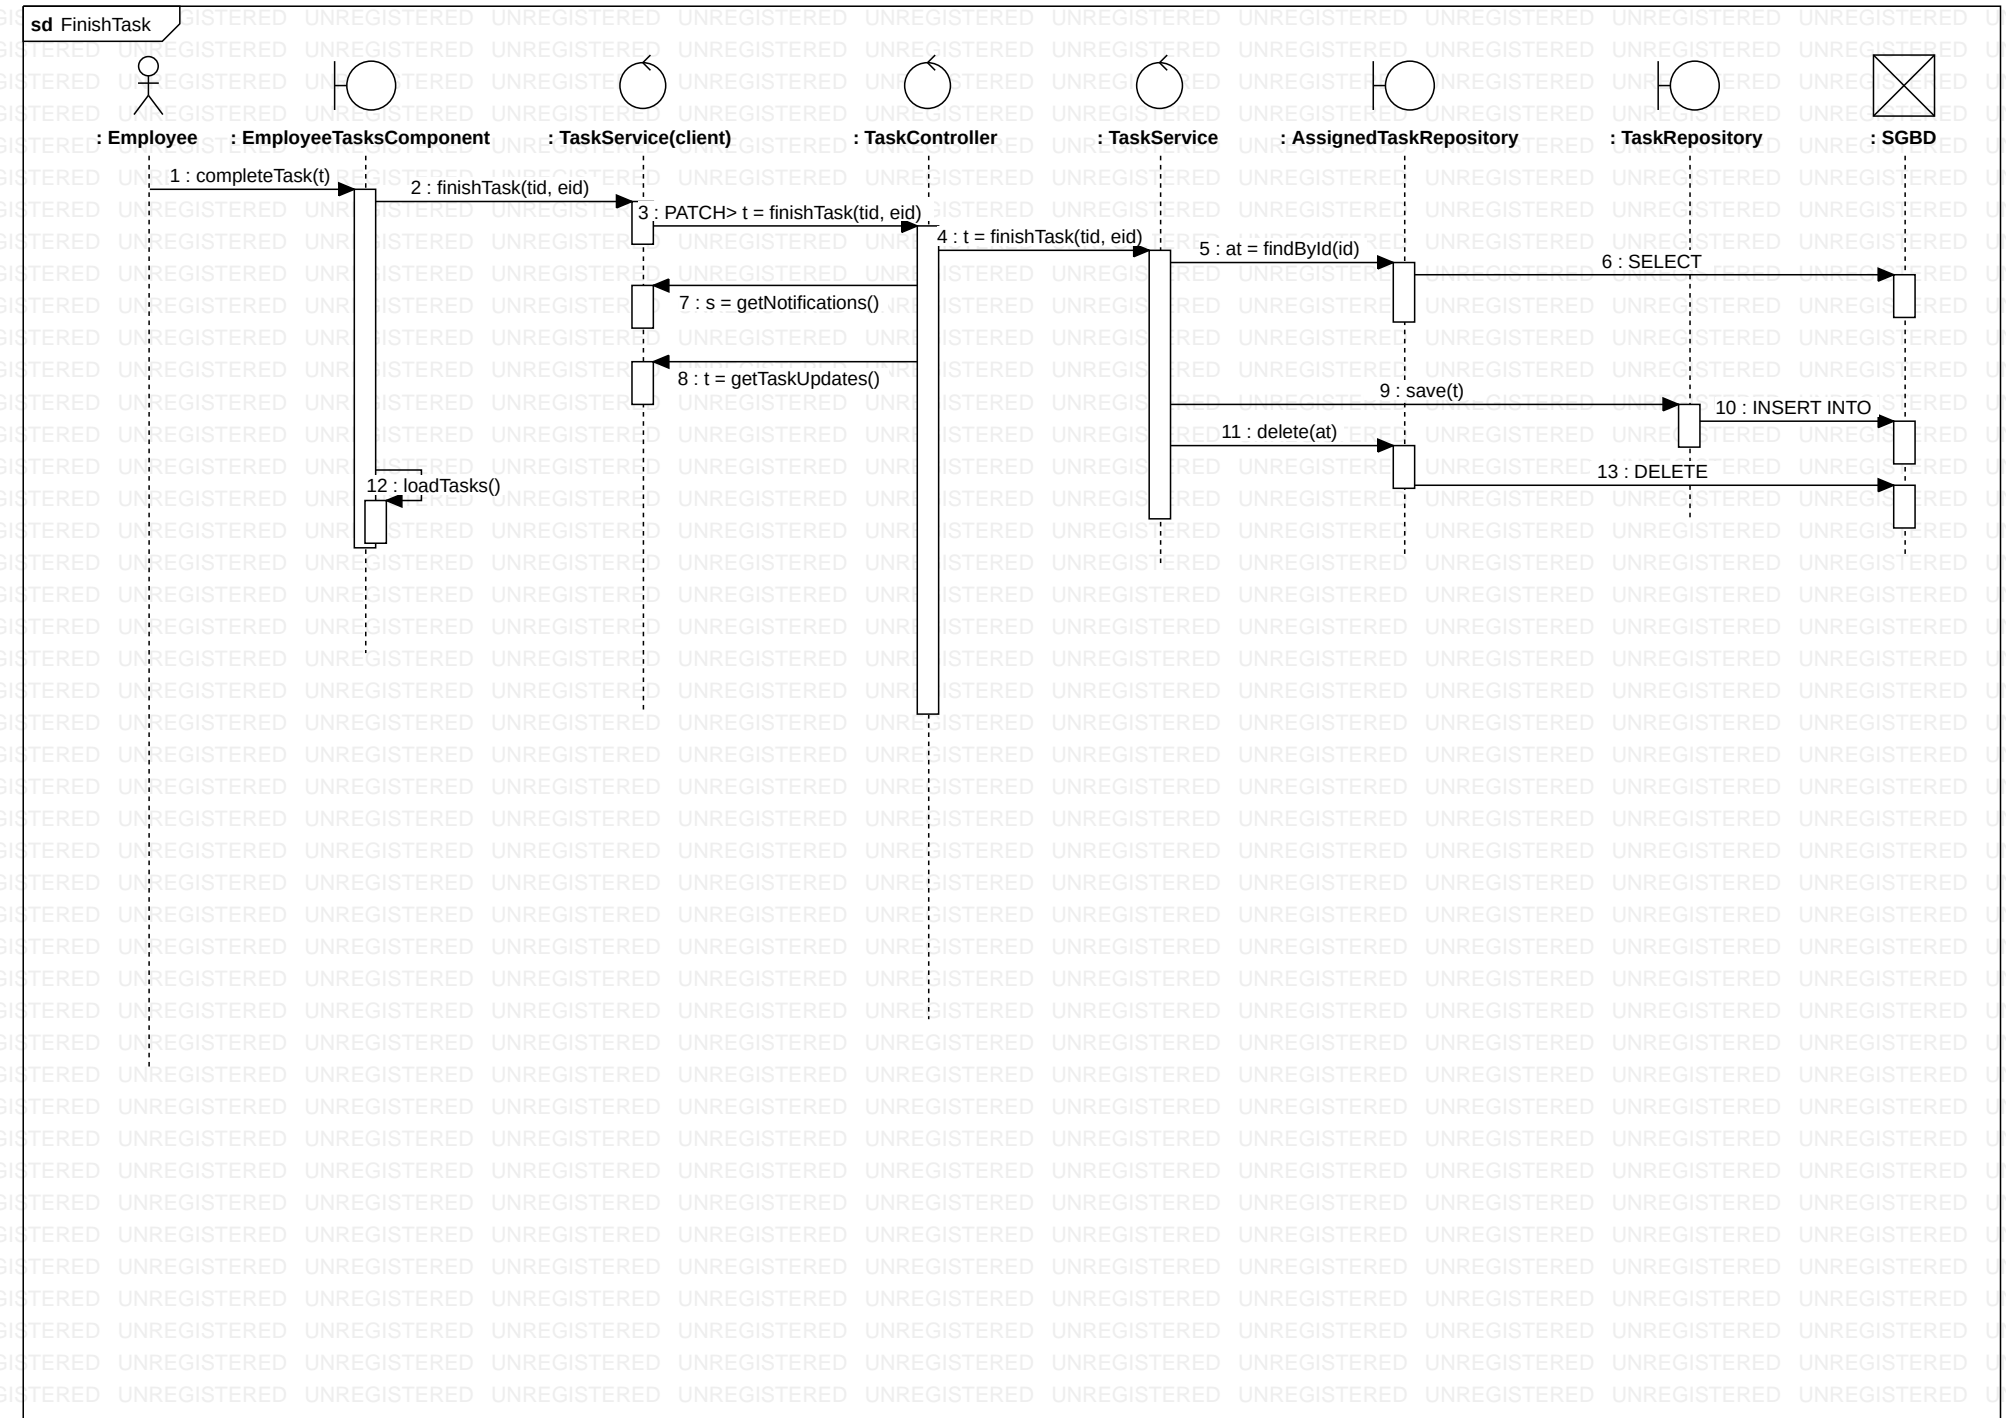 sd FinishTask
: Employee
: EmployeeTasksComponent
: TaskService(client)
: TaskController
: TaskService
: AssignedTaskRepository
: TaskRepository
: SGBD
1 : completeTask(t)
2 : finishTask(tid, eid)
3 : PATCH> t = finishTask(tid, eid)
4 : t = finishTask(tid, eid)
5 : at = findById(id)
6 : SELECT
7 : s = getNotifications()
8 : t = getTaskUpdates()
9 : save(t)
10 : INSERT INTO
11 : delete(at)
12 : loadTasks()
13 : DELETE
UNREGISTERED